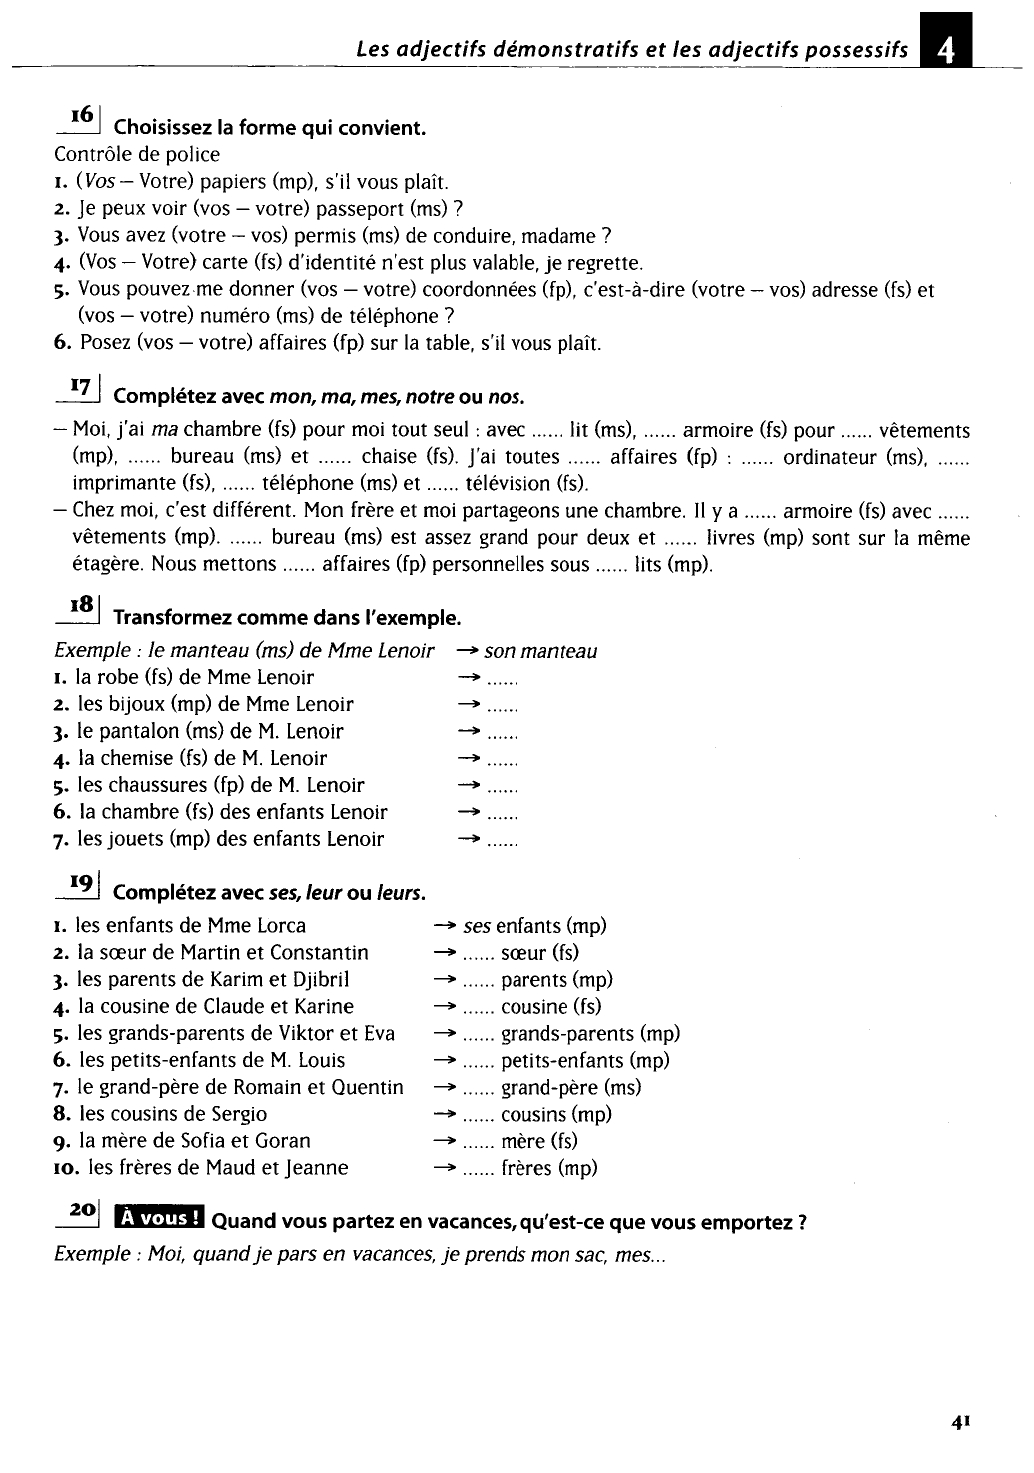 Les adjectifs démonstratifs et les adjectifs possessifs 4
16 Choisissez la forme qui convient.
Contrôle de police
1. (Vos – Votre) papiers (mp), s'il vous plaît.
2. Je peux voir (vos – votre) passeport (ms) ?
3. Vous avez (votre – vos) permis (ms) de conduire, madame ?
4. (Vos – Votre) carte (fs) d'identité n'est plus valable, je regrette.
5. Vous pouvez me donner (vos – votre) coordonnées (fp), c'est-à-dire (votre – vos) adresse (fs) et
(vos – votre) numéro (ms) de téléphone ?
6. Posez (vos – votre) affaires (fp) sur la table, s'il vous plaît.
17 Complétez avec mon, ma, mes, notre ou nos.
– Moi, j'ai ma chambre (fs) pour moi tout seul : avec ...... lit (ms), ...... armoire (fs) pour ...... vêtements
(mp), ...... bureau (ms) et ...... chaise (fs). J'ai toutes ...... affaires (fp) : ...... ordinateur (ms), ......
imprimante (fs), ...... téléphone (ms) et ...... télévision (fs).
– Chez moi, c'est différent. Mon frère et moi partageons une chambre. Il y a ...... armoire (fs) avec ......
vêtements (mp). ...... bureau (ms) est assez grand pour deux et ...... livres (mp) sont sur la même
étagère. Nous mettons ...... affaires (fp) personnelles sous ...... lits (mp).
18 Transformez comme dans l'exemple.
Exemple : le manteau (ms) de Mme Lenoir → son manteau
1. la robe (fs) de Mme Lenoir → ......
2. les bijoux (mp) de Mme Lenoir → ......
3. le pantalon (ms) de M. Lenoir → ......
4. la chemise (fs) de M. Lenoir → ......
5. les chaussures (fp) de M. Lenoir → ......
6. la chambre (fs) des enfants Lenoir → ......
7. les jouets (mp) des enfants Lenoir → ......
19 Complétez avec ses, leur ou leurs.
1. les enfants de Mme Lorca → ses enfants (mp)
2. la sœur de Martin et Constantin → ...... sœur (fs)
3. les parents de Karim et Djibril → ...... parents (mp)
4. la cousine de Claude et Karine → ...... cousine (fs)
5. les grands-parents de Viktor et Eva → ...... grands-parents (mp)
6. les petits-enfants de M. Louis → ...... petits-enfants (mp)
7. le grand-père de Romain et Quentin → ...... grand-père (ms)
8. les cousins de Sergio → ...... cousins (mp)
9. la mère de Sofia et Goran → ...... mère (fs)
10. les frères de Maud et Jeanne → ...... frères (mp)
20 À vous ! Quand vous partez en vacances, qu'est-ce que vous emportez ?
Exemple : Moi, quand je pars en vacances, je prends mon sac, mes...
41